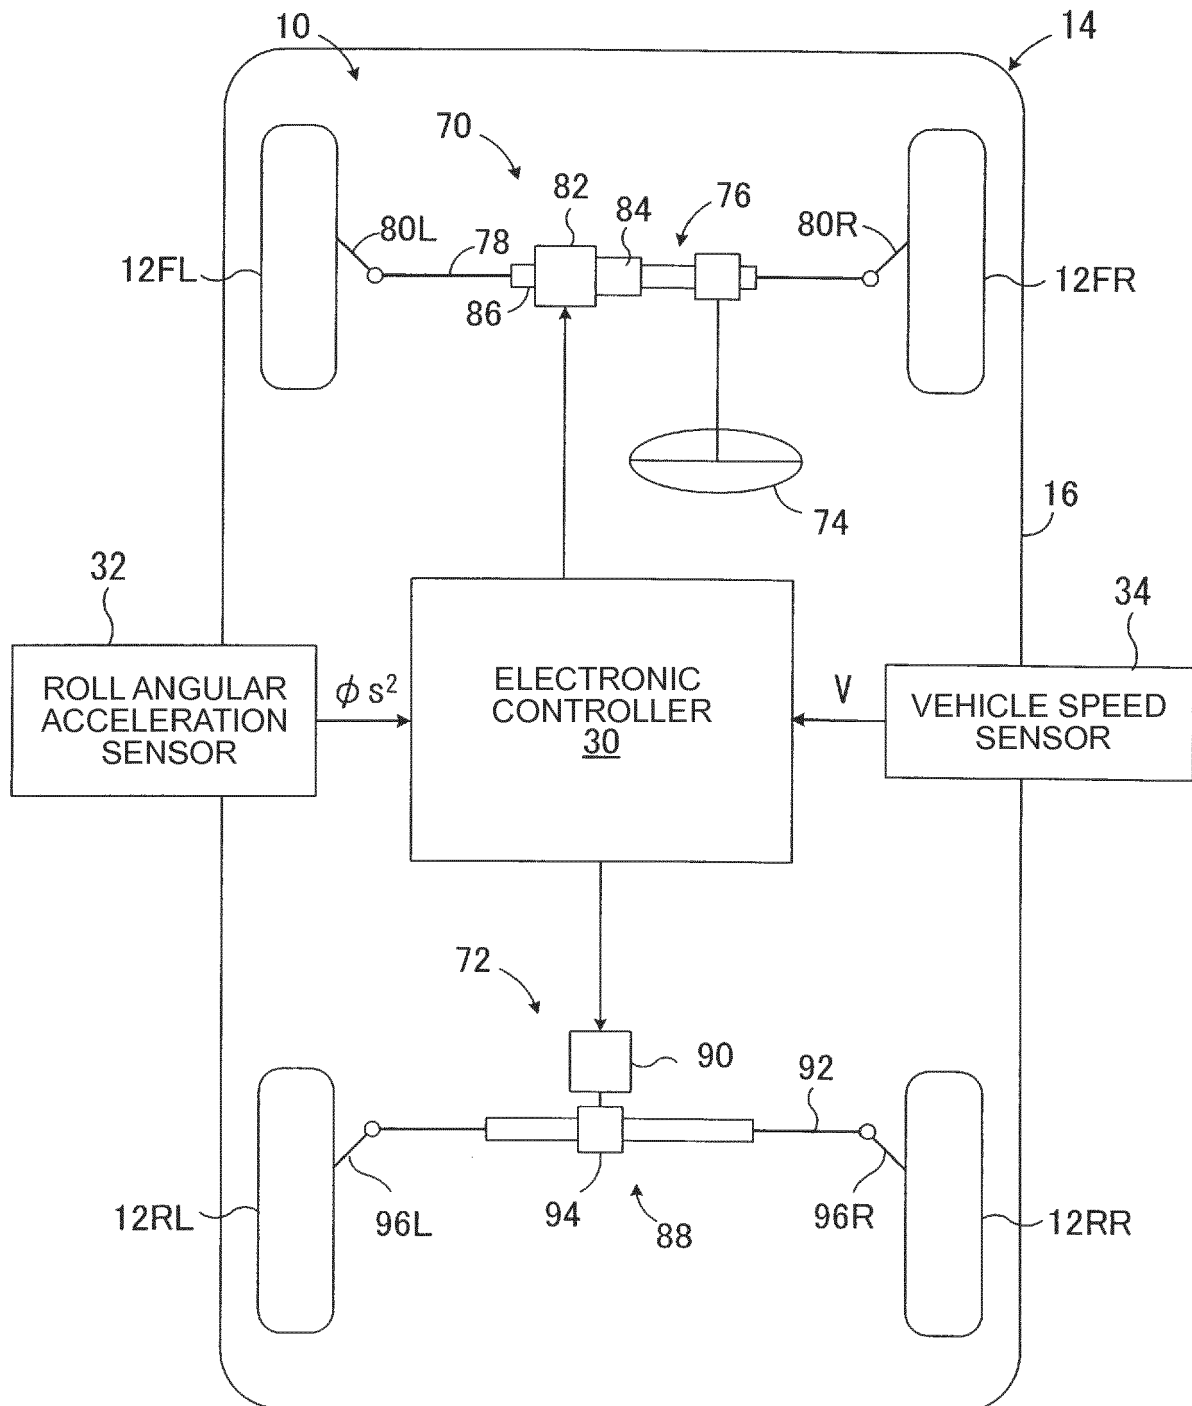 10
14
70
82
84
76
80L
78
80R
12FL
86
12FR
74
16
32
34
ROLL ANGULAR
ACCELERATION
SENSOR
ϕ s²
ELECTRONIC
CONTROLLER
30
V
VEHICLE SPEED
SENSOR
72
90
92
12RL
96L
94
88
96R
12RR